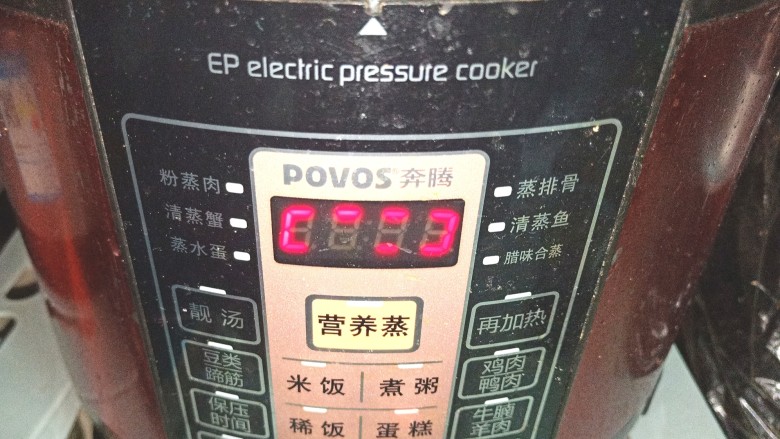 EP electric pressure cooker
POVOS 奔腾
粉蒸肉
清蒸蟹
蒸水蛋
蒸排骨
清蒸鱼
腊味合蒸
靓汤
营养蒸
再加热
豆类
蹄筋
米饭
煮粥
鸡肉
鸭肉
保压
时间
稀饭
蛋糕
牛腩
羊肉